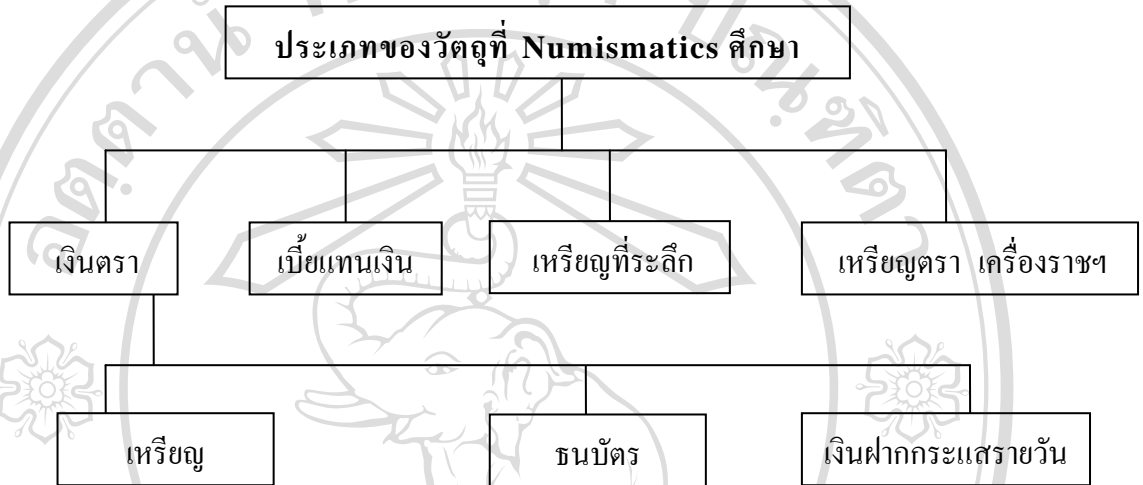 ประเภทของวัตถุที่ Numismatics ศึกษา
เงินตรา
เบี้ยแทนเงิน
เหรียญที่ระลึก
เหรียญตรา เครื่องราชฯ
เหรียญ
ธนบัตร
เงินฝากกระแสรายวัน